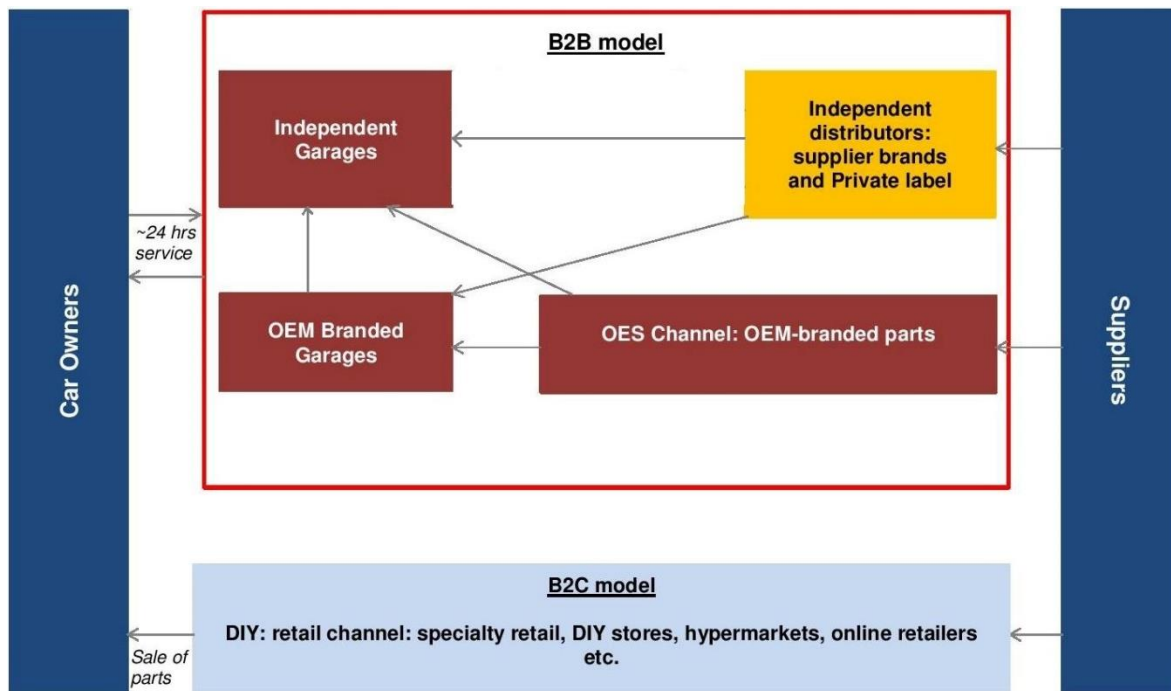 B2B model
Independent
Garages
Independent
distributors:
supplier brands
and Private label
~24 hrs
service
OEM Branded
Garages
OES Channel: OEM-branded parts
Car Owners
Suppliers
B2C model
DIY: retail channel: specialty retail, DIY stores, hypermarkets, online retailers
etc.
Sale of
parts